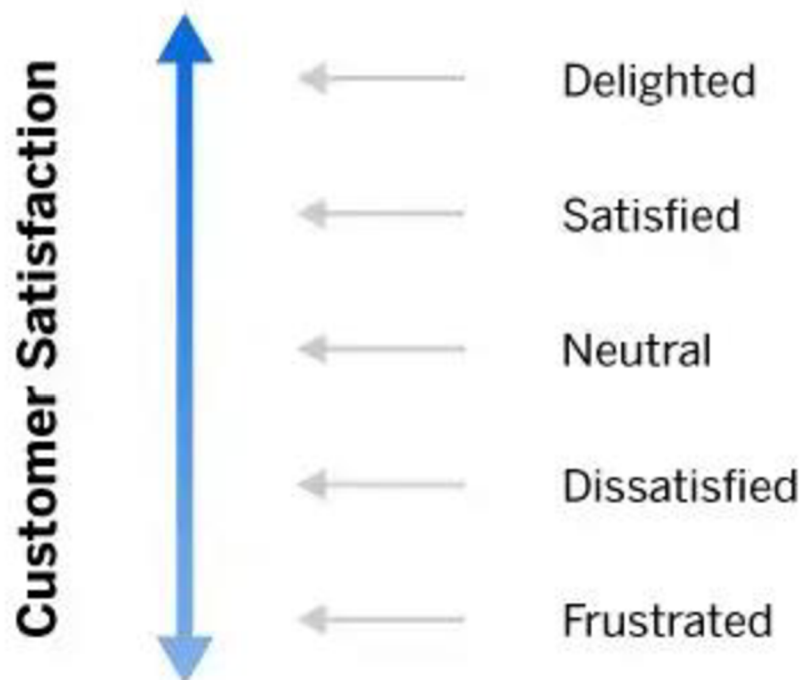 Customer Satisfaction
Delighted
Satisfied
Neutral
Dissatisfied
Frustrated